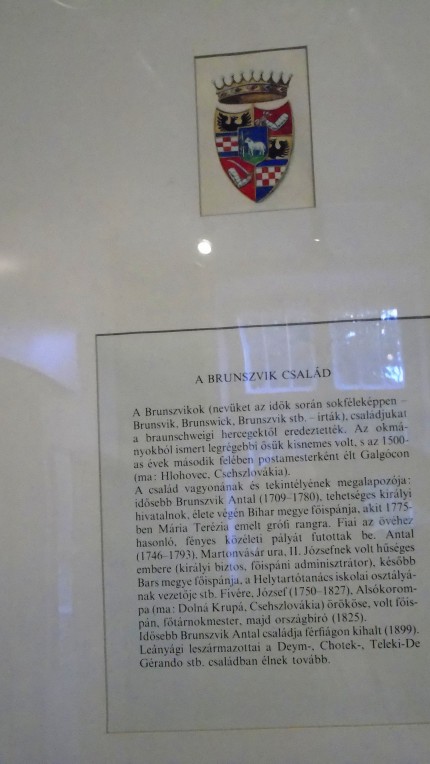 A BRUNSZVIK CSALÁD
A Brunszvikok (nevüket az idők során sokféleképpen –
Brunsvik, Brunswick, Brunszvik stb. – írták), családjukat
a braunschweigi hercegektől eredeztették. Az okmá-
nyokból ismert legrégebbi ősük kisnemes volt, s az 1500-
as évek második felében postamesterként élt Galgócon
(ma: Hlohovec, Csehszlovákia).
A család vagyonának és tekintélyének megalapozója:
idősebb Brunszvik Antal (1709–1780), tehetséges királyi
hivatalnok, élete végén Bihar megye főispánja, akit 1775-
ben Mária Terézia emelt grófi rangra. Fiai az övéhez
hasonló, fényes közéleti pályát futottak be. Antal
(1746–1793). Martonvásár ura, II. Józsefnek volt hűséges
embere (királyi biztos, főispáni adminisztrátor), később
Bars megye főispánja, a Helytartótanács iskolai osztályá-
nak vezetője stb. Fivére, József (1750–1827), Alsókorom-
pa (ma: Dolná Krupá, Csehszlovákia) örököse, volt főis-
pán, főtárnokmester, majd országbíró (1825).
Idősebb Brunszvik Antal családja férfiágon kihalt (1899).
Leányági leszármazottai a Deym-, Chotek-, Teleki-De
Gérando stb. családban élnek tovább.